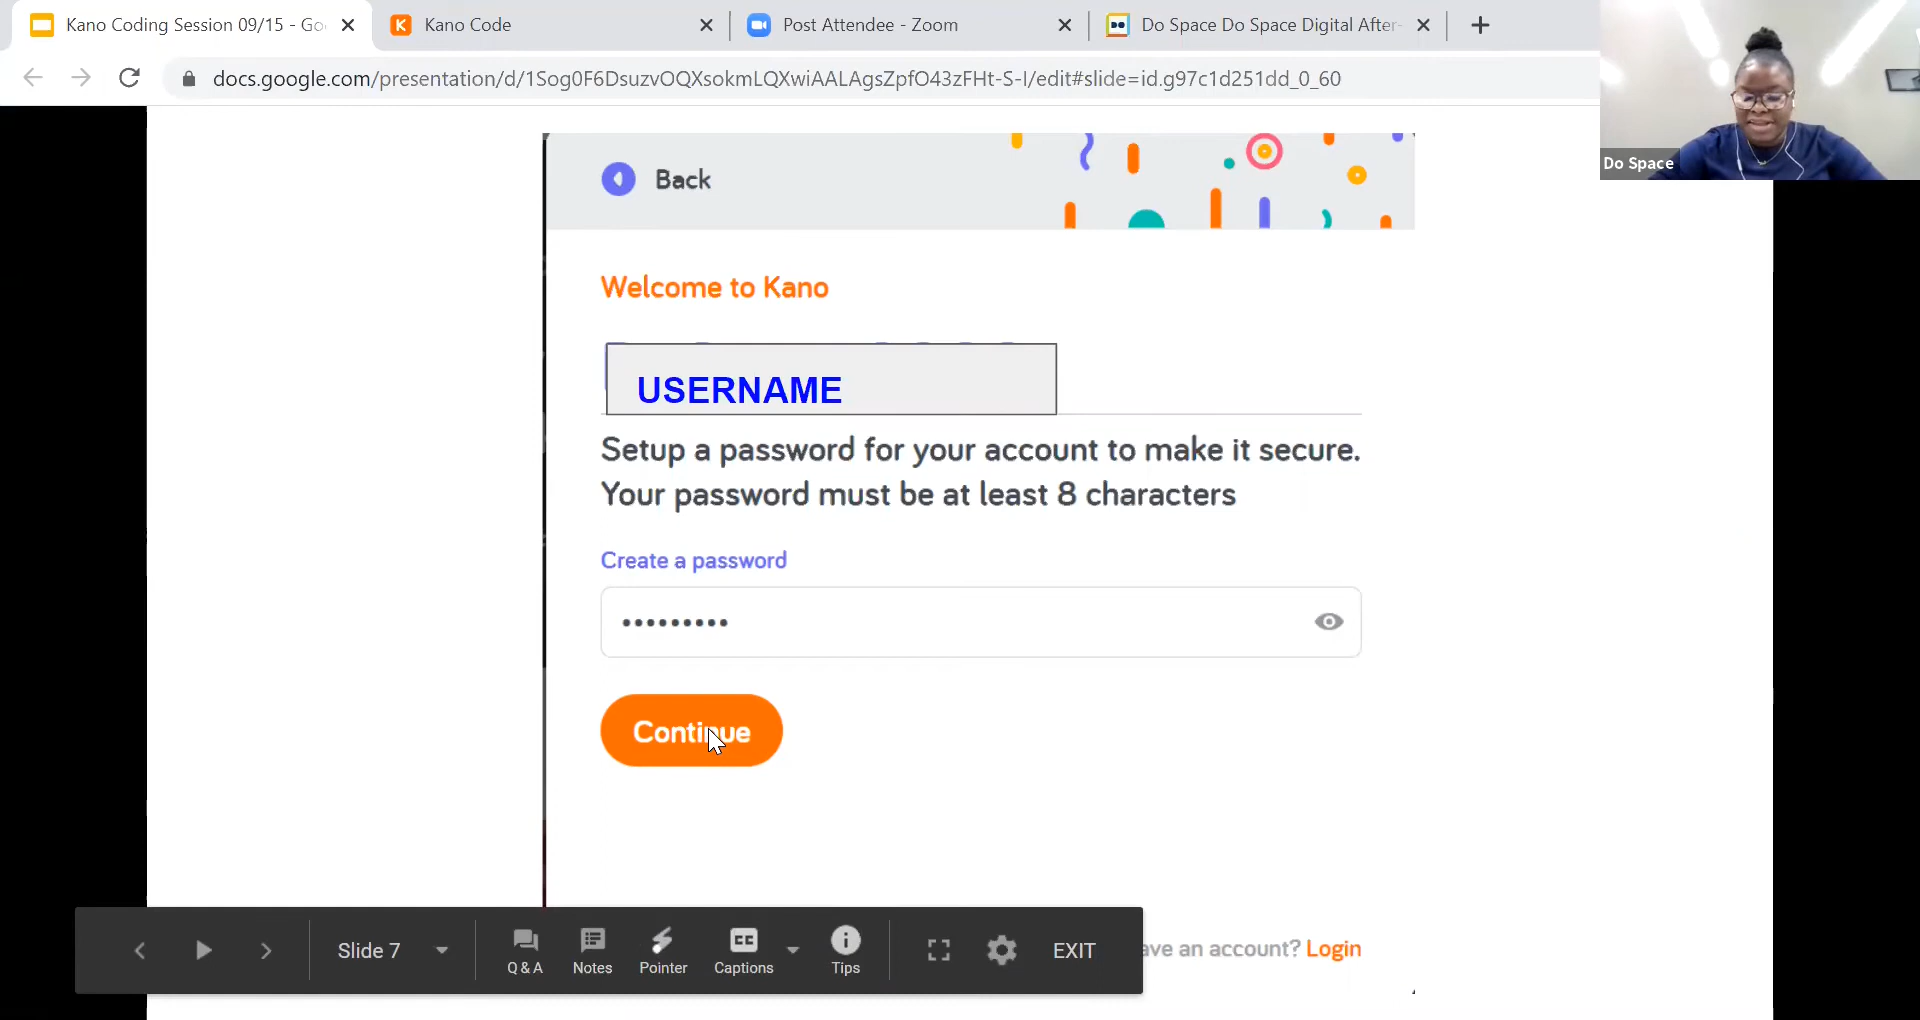 Kano Coding Session 09/15 - Go
Kano Code
Post Attendee - Zoom
Do Space Do Space Digital After-
docs.google.com/presentation/d/1Sog0F6DsuzvOQXsokmLQXwiAALAgsZpfO43zFHt-S-I/edit#slide=id.g97c1d251dd_0_60
Do Space
Back
Welcome to Kano
USERNAME
Setup a password for your account to make it secure.
Your password must be at least 8 characters
Create a password
•••••••••
Continue
ave an account? Login
Slide 7
Q & A
Notes
Pointer
CC
Captions
Tips
EXIT